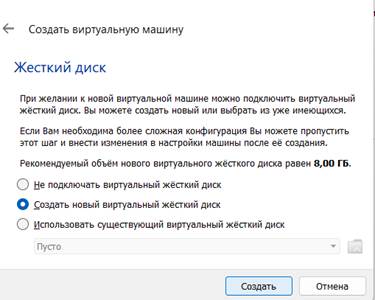 Создать виртуальную машину
Жесткий диск
При желании к новой виртуальной машине можно подключить виртуальный
жёсткий диск. Вы можете создать новый или выбрать из уже имеющихся.
Если Вам необходима более сложная конфигурация Вы можете пропустить
этот шаг и внести изменения в настройки машины после её создания.
Рекомендуемый объём нового виртуального жёсткого диска равен 8,00 ГБ.
Не подключать виртуальный жёсткий диск
Создать новый виртуальный жёсткий диск
Использовать существующий виртуальный жёсткий диск
Пусто
Создать
Отмена